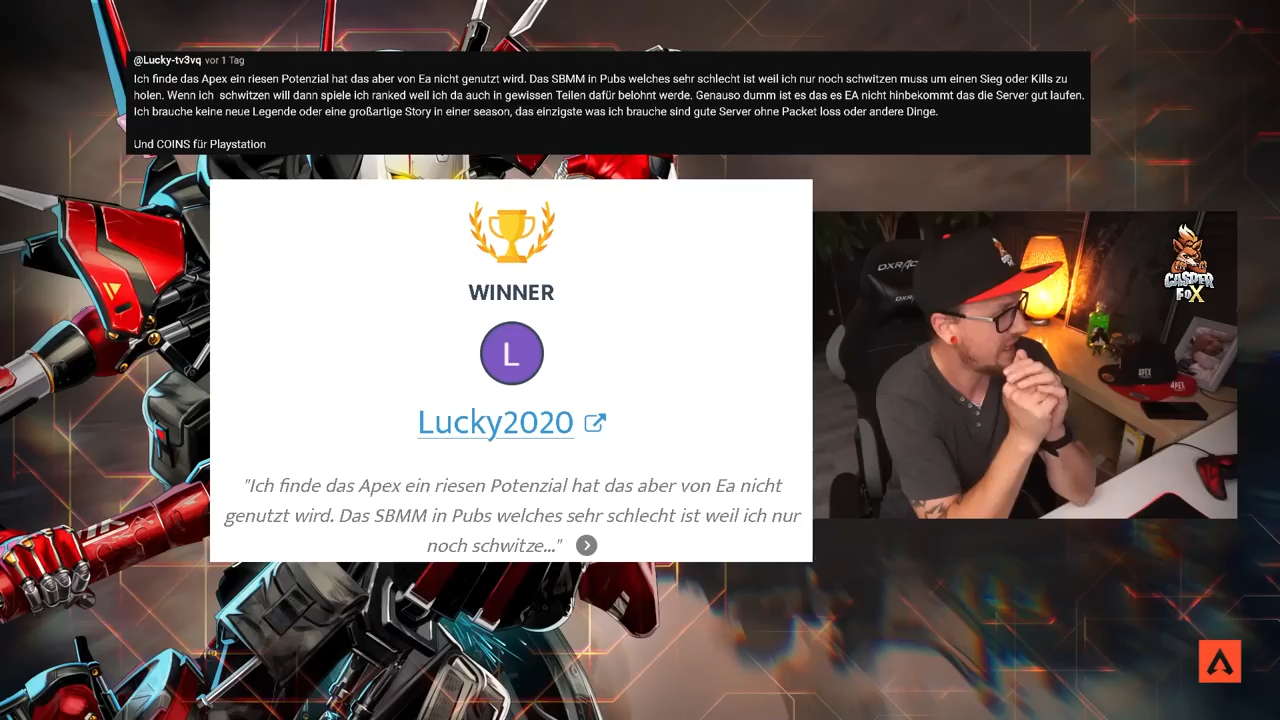 @Lucky-tv3vq vor 1 Tag
Ich finde das Apex ein riesen Potenzial hat das aber von Ea nicht genutzt wird. Das SBMM in Pubs welches sehr schlecht ist weil ich nur noch schwitzen muss um einen Sieg oder Kills zu
holen. Wenn ich schwitzen will dann spiele ich ranked weil ich da auch in gewissen Teilen dafür belohnt werde. Genauso dumm ist es das es EA nicht hinbekommt das die Server gut laufen.
Ich brauche keine neue Legende oder eine großartige Story in einer season, das einzigste was ich brauche sind gute Server ohne Packet loss oder andere Dinge.
Und COINS für Playstation
WINNER
L
Lucky2020
"Ich finde das Apex ein riesen Potenzial hat das aber von Ea nicht
genutzt wird. Das SBMM in Pubs welches sehr schlecht ist weil ich nur
noch schwitze..."
DXRAC
DXR
CASPER
FOX
APEX
APEX